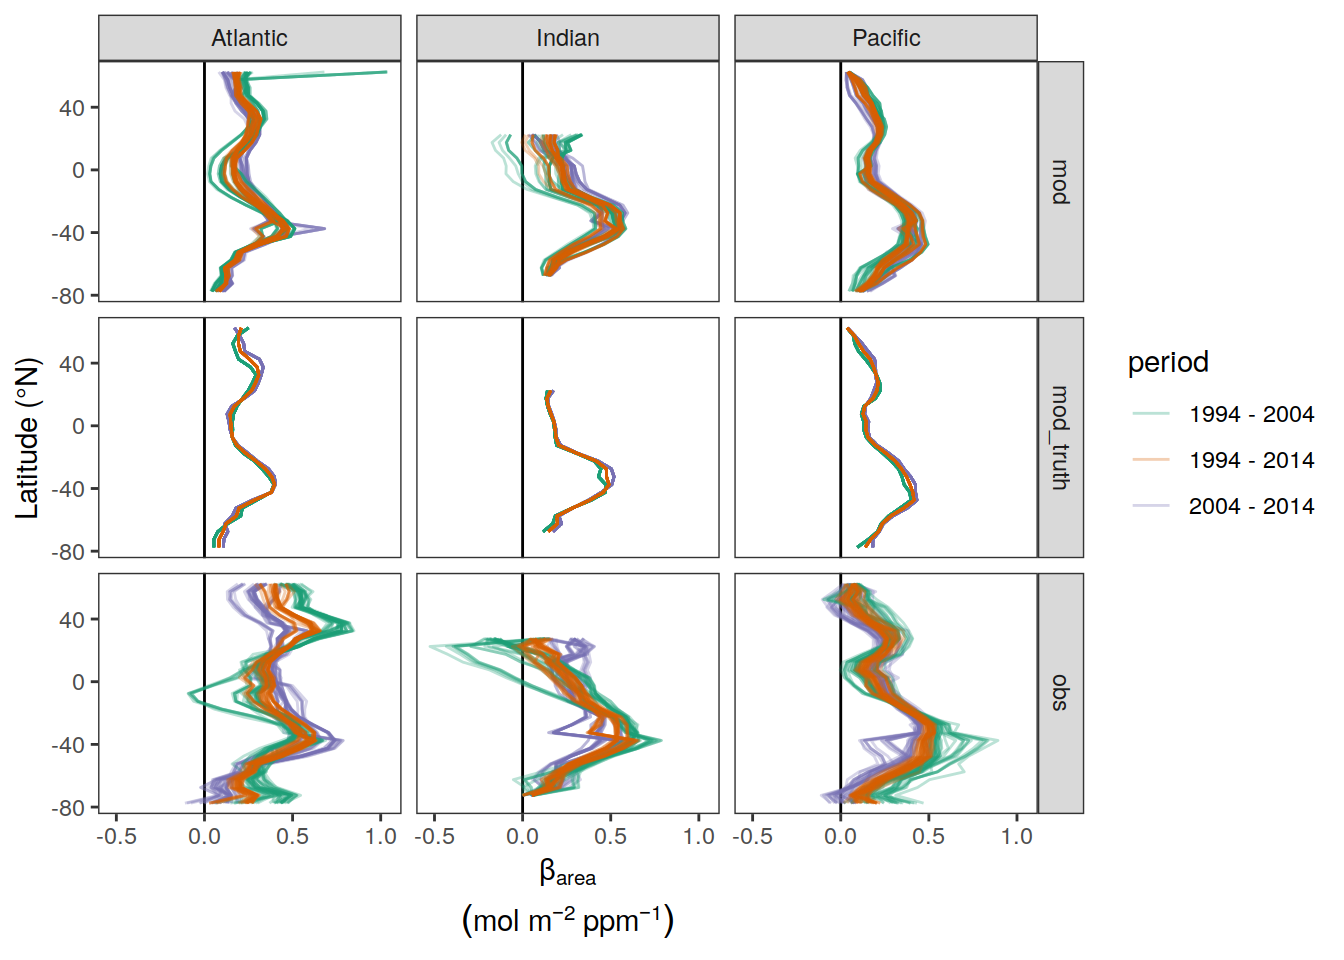 Atlantic Indian Pacific
40
0
-40
-80
mod
40
0
-40
-80
mod_truth
40
0
-40
-80
obs
Latitude (°N)
-0.5 0.0 0.5 1.0 -0.5 0.0 0.5 1.0 -0.5 0.0 0.5 1.0
βarea
(mol m−2 ppm−1)
period
1994 - 2004
1994 - 2014
2004 - 2014